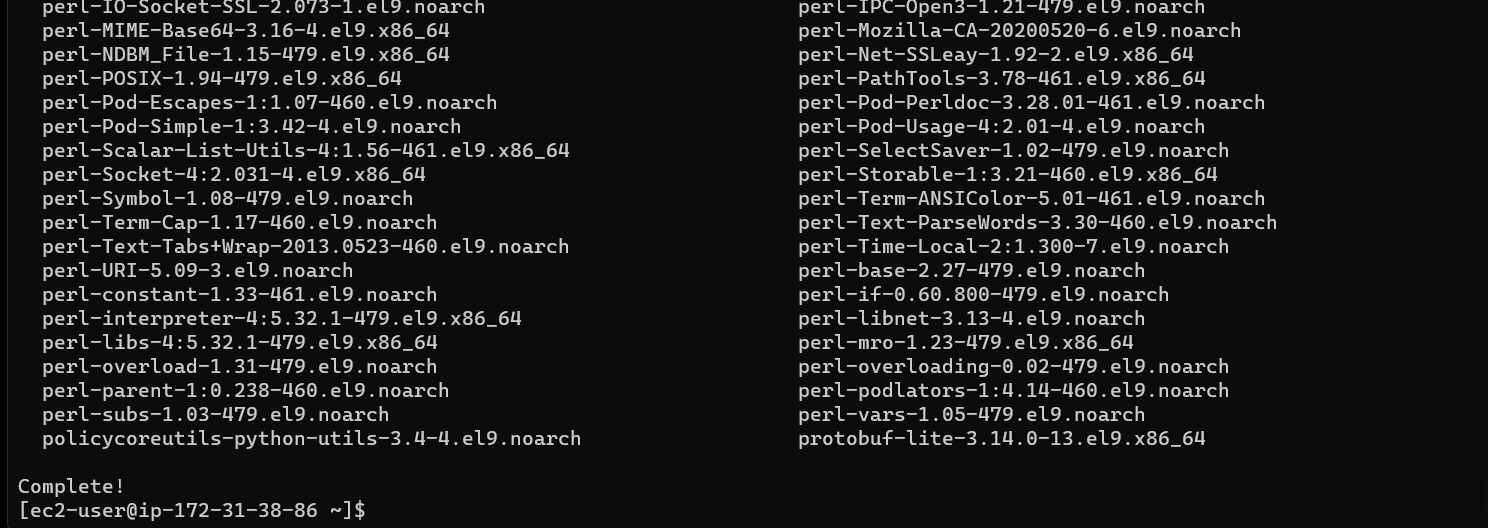 perl-IO-Socket-SSL-2.073-1.el9.noarch perl-IPC-Open3-1.21-479.el9.noarch
perl-MIME-Base64-3.16-4.el9.x86_64 perl-Mozilla-CA-20200520-6.el9.noarch
perl-NDBM_File-1.15-479.el9.x86_64 perl-Net-SSLeay-1.92-2.el9.x86_64
perl-POSIX-1.94-479.el9.x86_64 perl-PathTools-3.78-461.el9.x86_64
perl-Pod-Escapes-1:1.07-460.el9.noarch perl-Pod-Perldoc-3.28.01-461.el9.noarch
perl-Pod-Simple-1:3.42-4.el9.noarch perl-Pod-Usage-4:2.01-4.el9.noarch
perl-Scalar-List-Utils-4:1.56-461.el9.x86_64 perl-SelectSaver-1.02-479.el9.noarch
perl-Socket-4:2.031-4.el9.x86_64 perl-Storable-1:3.21-460.el9.x86_64
perl-Symbol-1.08-479.el9.noarch perl-Term-ANSIColor-5.01-461.el9.noarch
perl-Term-Cap-1.17-460.el9.noarch perl-Text-ParseWords-3.30-460.el9.noarch
perl-Text-Tabs+Wrap-2013.0523-460.el9.noarch perl-Time-Local-2:1.300-7.el9.noarch
perl-URI-5.09-3.el9.noarch perl-base-2.27-479.el9.noarch
perl-constant-1.33-461.el9.noarch perl-if-0.60.800-479.el9.noarch
perl-interpreter-4:5.32.1-479.el9.x86_64 perl-libnet-3.13-4.el9.noarch
perl-libs-4:5.32.1-479.el9.x86_64 perl-mro-1.23-479.el9.x86_64
perl-overload-1.31-479.el9.noarch perl-overloading-0.02-479.el9.noarch
perl-parent-1:0.238-460.el9.noarch perl-podlators-1:4.14-460.el9.noarch
perl-subs-1.03-479.el9.noarch perl-vars-1.05-479.el9.noarch
policycoreutils-python-utils-3.4-4.el9.noarch protobuf-lite-3.14.0-13.el9.x86_64
Complete!
[ec2-user@ip-172-31-38-86 ~]$